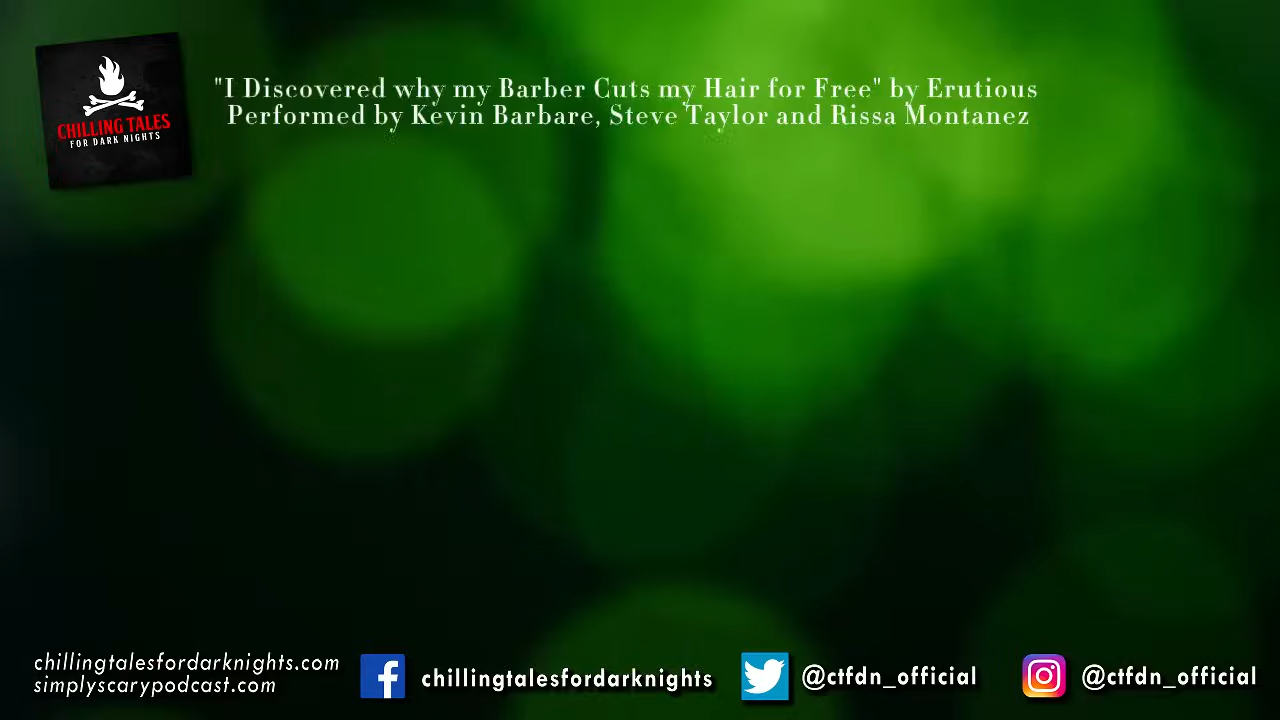 CHILLING TALES
FOR DARK NIGHTS
"I Discovered why my Barber Cuts my Hair for Free" by Erutious
Performed by Kevin Barbare, Steve Taylor and Rissa Montanez
chillingtalesfordarknights.com
simplyscarypodcast.com
chillingtalesfordarknights
@ctfdn_official
@ctfdn_official